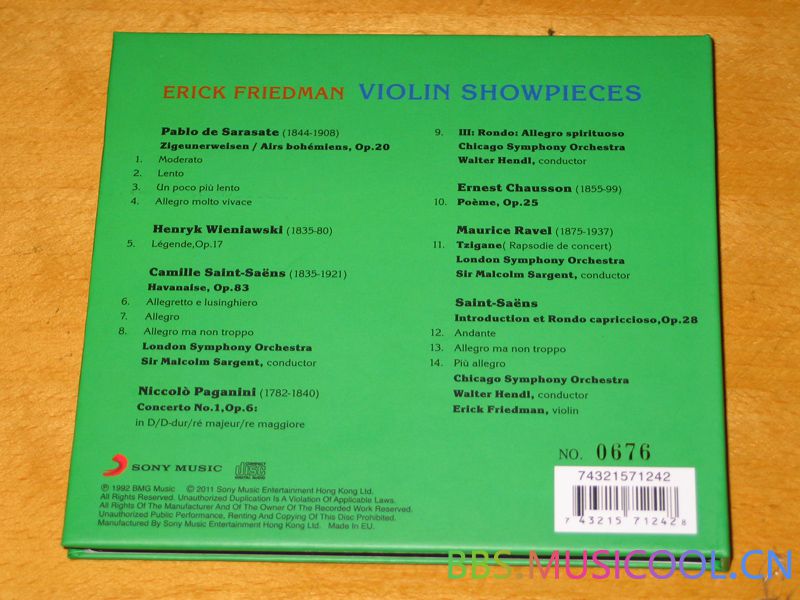 ERICK FRIEDMAN VIOLIN SHOWPIECES
Pablo de Sarasate (1844-1908)
Zigeunerweisen / Airs bohémiens, Op.20
1. Moderato
2. Lento
3. Un poco più lento
4. Allegro molto vivace
Henryk Wieniawski (1835-80)
5. Légende,Op.17
Camille Saint-Saëns (1835-1921)
Havanaise, Op.83
6. Allegretto e lusinghiero
7. Allegro
8. Allegro ma non troppo
London Symphony Orchestra
Sir Malcolm Sargent, conductor
Niccolò Paganini (1782-1840)
Concerto No.1,Op.6:
in D/D-dur/ré majeur/re maggiore
9. III: Rondo: Allegro spirituoso
Chicago Symphony Orchestra
Walter Hendl, conductor
Ernest Chausson (1855-99)
10. Poème, Op.25
Maurice Ravel (1875-1937)
11. Tzigane( Rapsodie de concert)
London Symphony Orchestra
Sir Malcolm Sargent, conductor
Saint-Saëns
Introduction et Rondo capriccioso,Op.28
12. Andante
13. Allegro ma non troppo
14. Più allegro
Chicago Symphony Orchestra
Walter Hendl, conductor
Erick Friedman, violin
NO. 0676
SONY MUSIC COMPACT disc DIGITAL AUDIO
℗ 1992 BMG Music © 2011 Sony Music Entertainment Hong Kong Ltd.
All Rights Reserved. Unauthorized Duplication Is A Violation Of Applicable Laws.
All Rights Of The Manufacturer And Of The Owner Of The Recorded Work Reserved.
Unauthorized Public Performance, Renting And Copying Of This Disc Prohibited.
Manufactured By Sony Music Entertainment Hong Kong Ltd. Made In EU.
74321571242
7 43215 71242 8
BBS.MUSICOOL.CN